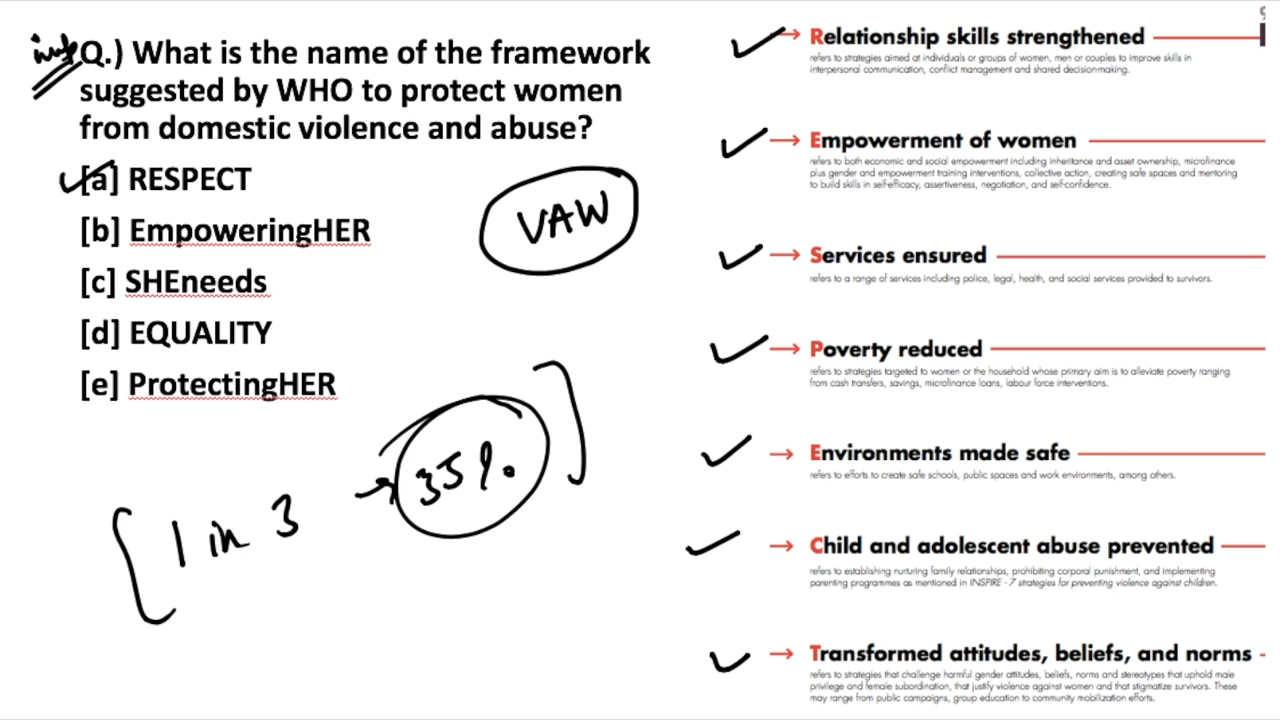 imp Q.) What is the name of the framework
suggested by WHO to protect women
from domestic violence and abuse?
[a] RESPECT
[b] EmpoweringHER
[c] SHEneeds
[d] EQUALITY
[e] ProtectingHER
VAW
1 in 3 → 35%
Relationship skills strengthened
refers to strategies aimed at individuals or groups of women, men or couples to improve skills in
interpersonal communication, conflict management and shared decision-making.
Empowerment of women
refers to both economic and social empowerment including inheritance and asset ownership, microfinance
plus gender and empowerment training interventions, collective action, creating safe spaces and mentoring
to build skills in self-efficacy, assertiveness, negotiation, and self-confidence.
Services ensured
refers to a range of services including police, legal, health, and social services provided to survivors.
Poverty reduced
refers to strategies targeted to women or the household whose primary aim is to alleviate poverty ranging
from cash transfers, savings, microfinance loans, labour force interventions.
Environments made safe
refers to efforts to create safe schools, public spaces and work environments, among others.
Child and adolescent abuse prevented
refers to establishing nurturing family relationships, prohibiting corporal punishment, and implementing
parenting programmes as mentioned in INSPIRE - 7 strategies for preventing violence against children.
Transformed attitudes, beliefs, and norms
refers to strategies that challenge harmful gender attitudes, beliefs, norms and stereotypes that uphold male
privilege and female subordination, that justify violence against women and that stigmatize survivors. These
may range from public campaigns, group education to community mobilization efforts.